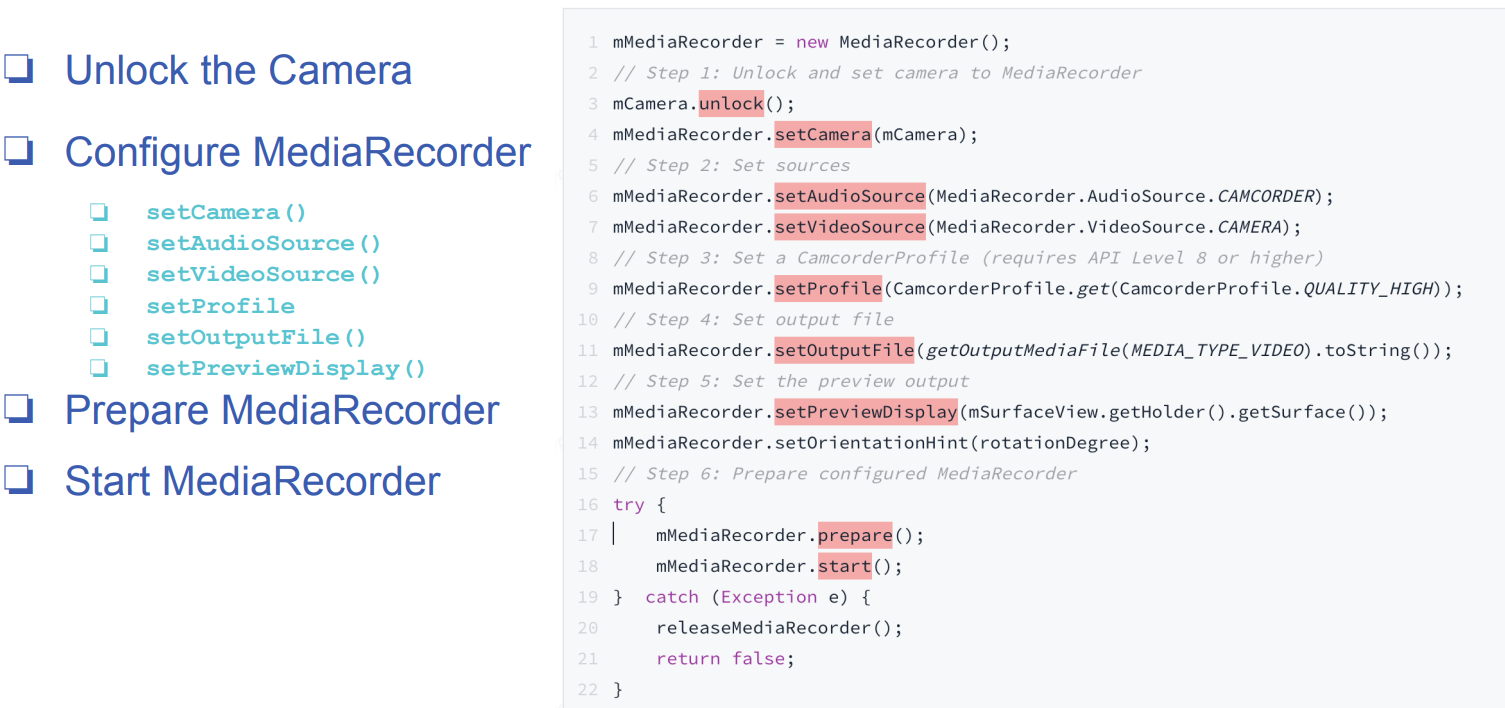 Unlock the Camera
Configure MediaRecorder
setCamera()
setAudioSource()
setVideoSource()
setProfile
setOutputFile()
setPreviewDisplay()
Prepare MediaRecorder
Start MediaRecorder
1 mMediaRecorder = new MediaRecorder();
2 // Step 1: Unlock and set camera to MediaRecorder
3 mCamera.unlock();
4 mMediaRecorder.setCamera(mCamera);
5 // Step 2: Set sources
6 mMediaRecorder.setAudioSource(MediaRecorder.AudioSource.CAMCORDER);
7 mMediaRecorder.setVideoSource(MediaRecorder.VideoSource.CAMERA);
8 // Step 3: Set a CamcorderProfile (requires API Level 8 or higher)
9 mMediaRecorder.setProfile(CamcorderProfile.get(CamcorderProfile.QUALITY_HIGH));
10 // Step 4: Set output file
11 mMediaRecorder.setOutputFile(getOutputMediaFile(MEDIA_TYPE_VIDEO).toString());
12 // Step 5: Set the preview output
13 mMediaRecorder.setPreviewDisplay(mSurfaceView.getHolder().getSurface());
14 mMediaRecorder.setOrientationHint(rotationDegree);
15 // Step 6: Prepare configured MediaRecorder
16 try {
17     mMediaRecorder.prepare();
18     mMediaRecorder.start();
19 }  catch (Exception e) {
20     releaseMediaRecorder();
21     return false;
22 }